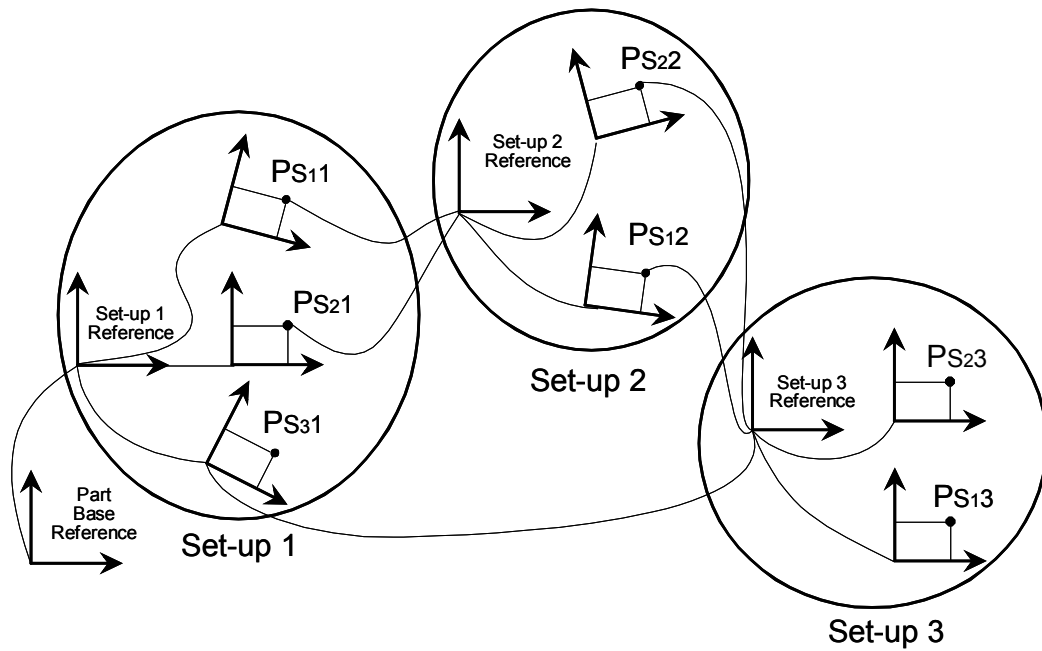 PS11
Set-up 1
Reference
PS21
PS31
Part
Base
Reference
Set-up 1
PS22
Set-up 2
Reference
PS12
Set-up 2
PS23
Set-up 3
Reference
PS13
Set-up 3